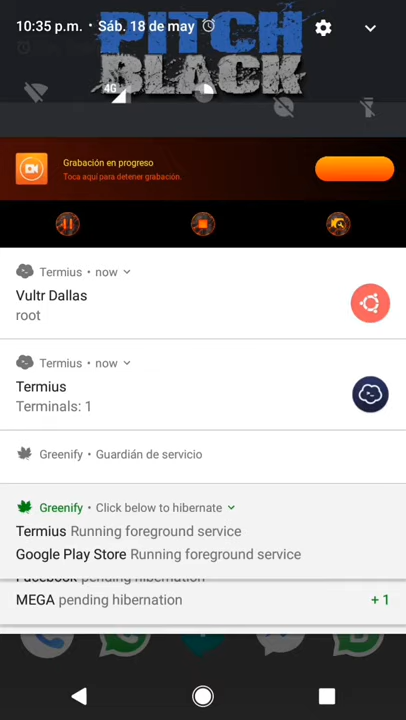 10:35 p.m. • Sáb. 18 de may
PITCH
BLACK
4G
Grabación en progreso
Toca aquí para detener grabación.
Termius • now
Vultr Dallas
root
Termius • now
Termius
Terminals: 1
Greenify • Guardián de servicio
Greenify • Click below to hibernate
Termius Running foreground service
Google Play Store Running foreground service
Facebook pending hibernation
MEGA pending hibernation
+ 1